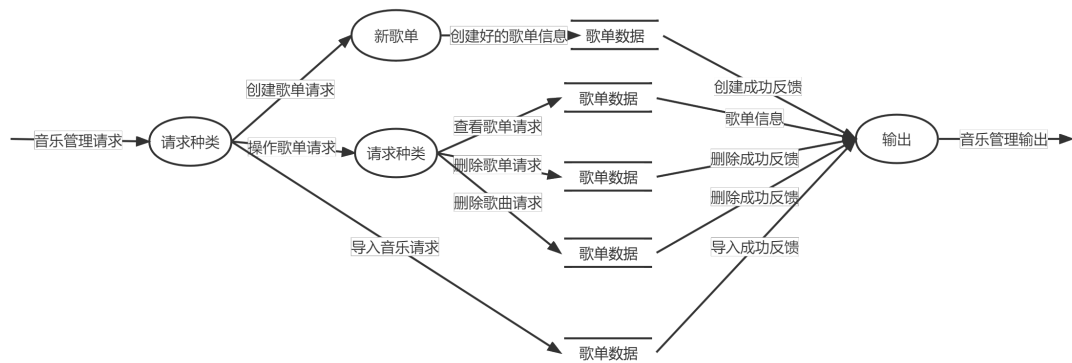 新歌单
创建好的歌单信息
歌单数据
创建歌单请求
创建成功反馈
歌单数据
查看歌单请求
歌单信息
音乐管理请求
请求种类
操作歌单请求
请求种类
输出
音乐管理输出
删除歌单请求
歌单数据
删除成功反馈
删除歌曲请求
删除成功反馈
导入音乐请求
歌单数据
导入成功反馈
歌单数据